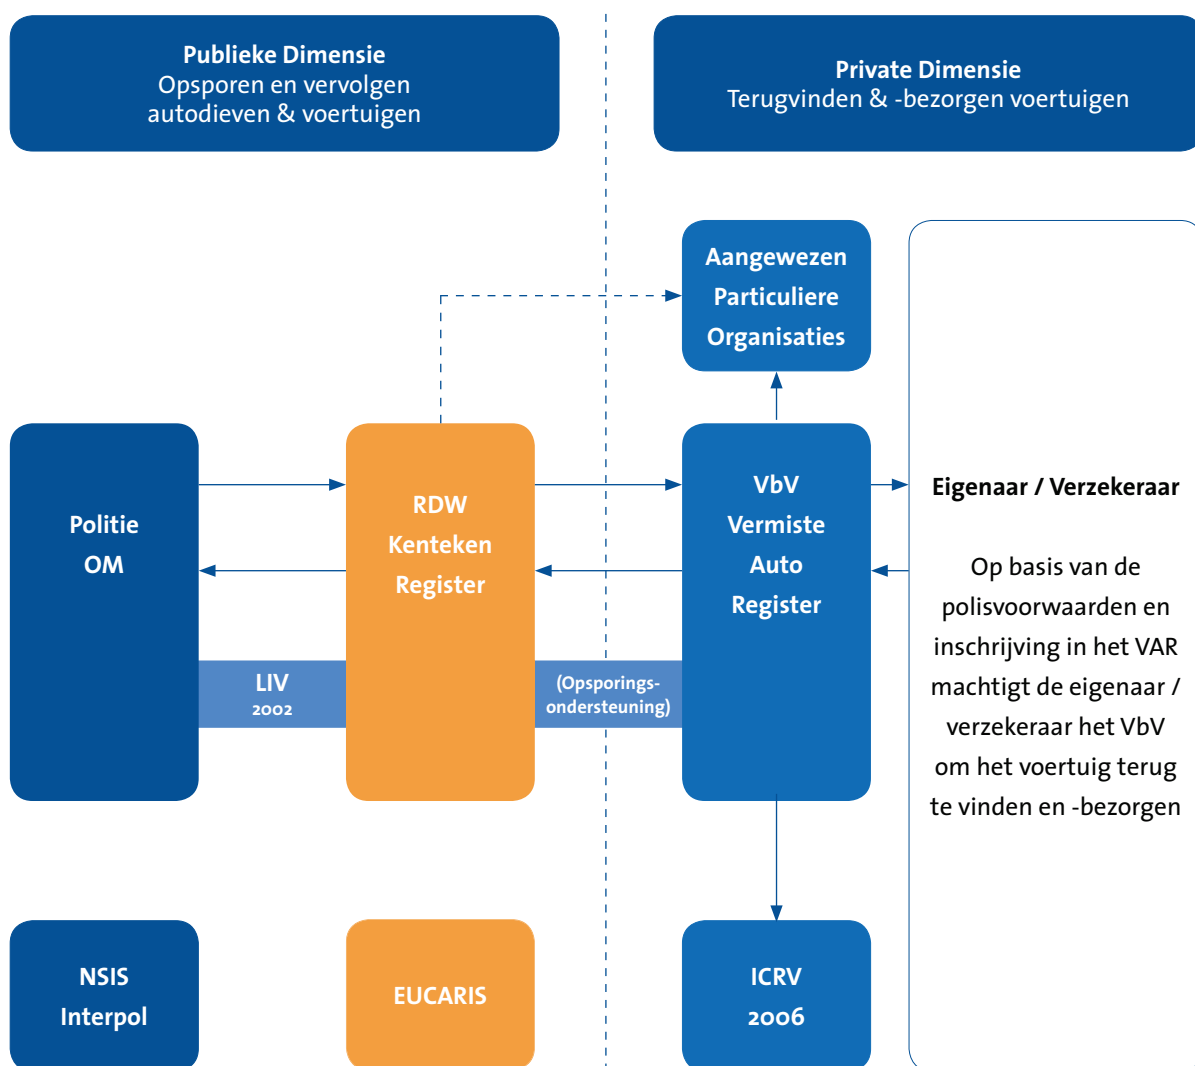 Publieke Dimensie
Opsporen en vervolgen
autodieven & voertuigen
Private Dimensie
Terugvinden & -bezorgen voertuigen
Aangewezen
Particuliere
Organisaties
Politie
OM
RDW
Kenteken
Register
VbV
Vermiste
Auto
Register
Eigenaar / Verzekeraar
Op basis van de
polisvoorwaarden en
inschrijving in het VAR
machtigt de eigenaar /
verzekeraar het VbV
om het voertuig terug
te vinden en -bezorgen
LIV
2002
(Opsporings-
ondersteuning)
NSIS
Interpol
EUCARIS
ICRV
2006